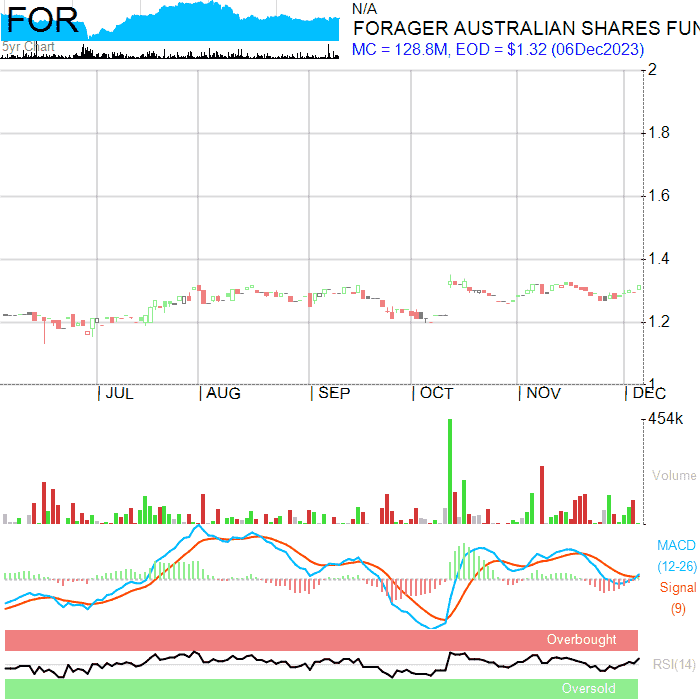 FOR
5yr Chart
N/A
FORAGER AUSTRALIAN SHARES FUN
MC = 128.8M, EOD = $1.32 (06Dec2023)
2
1.8
1.6
1.4
1.2
1
| JUL | AUG | SEP | OCT | NOV | DEC
454k
Volume
MACD
(12-26)
Signal
(9)
Overbought
RSI(14)
Oversold